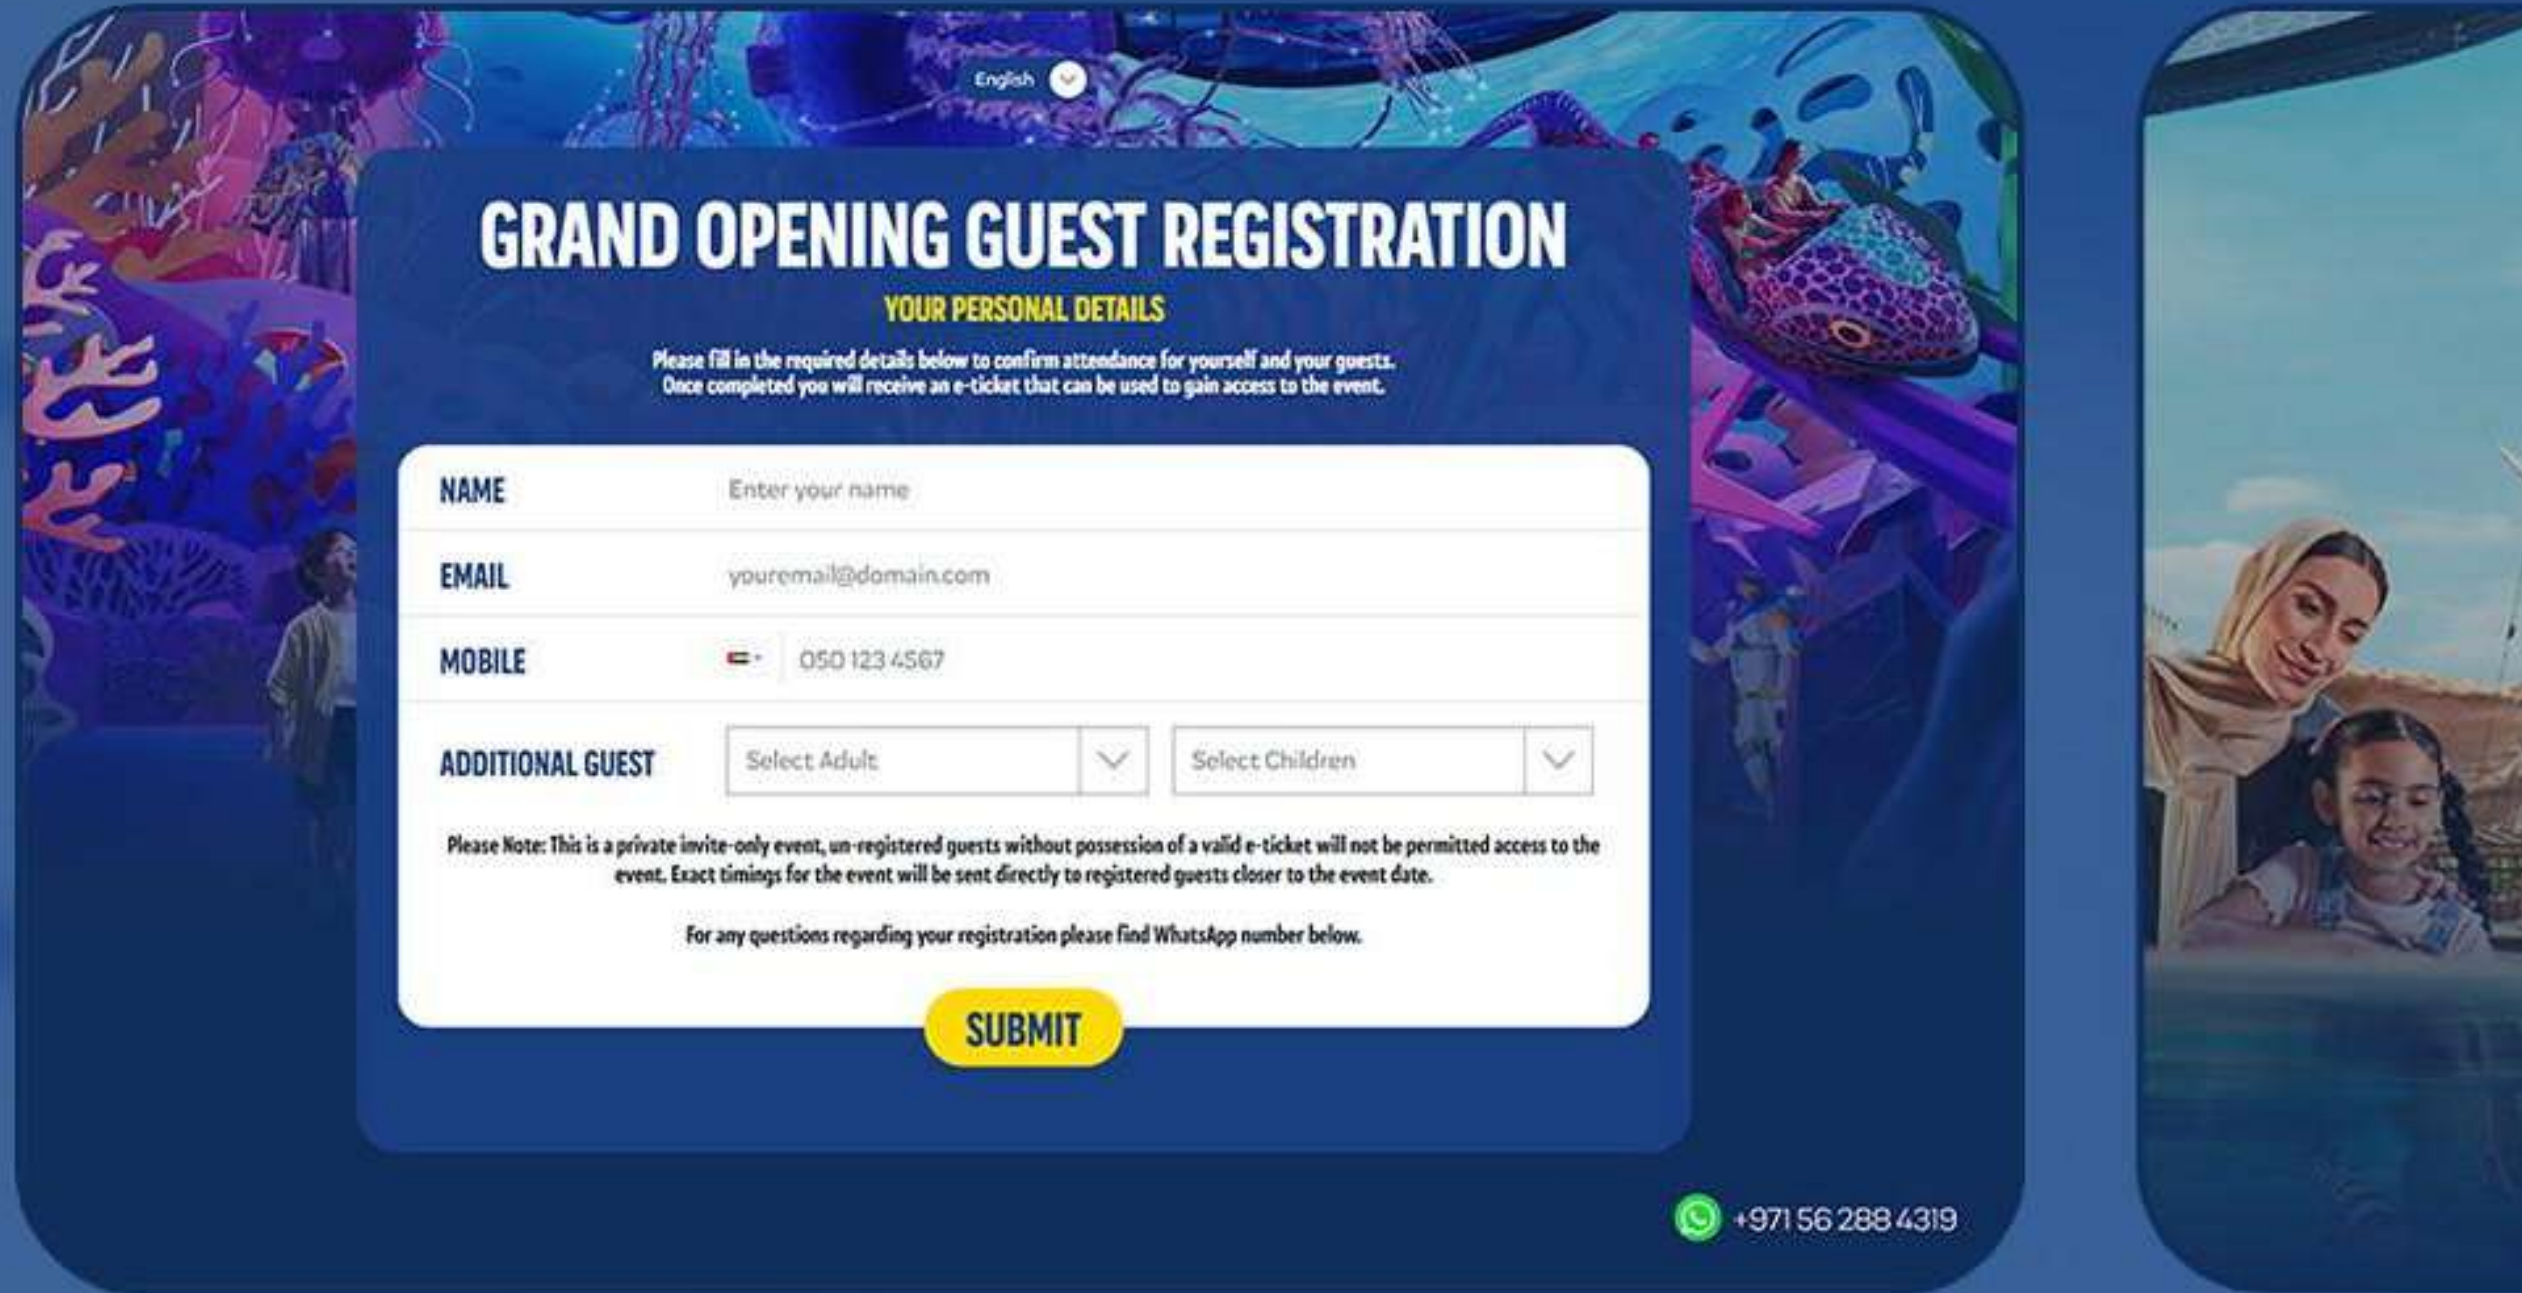 English
GRAND OPENING GUEST REGISTRATION
YOUR PERSONAL DETAILS
Please fill in the required details below to confirm attendance for yourself and your guests.
Once completed you will receive an e-ticket that can be used to gain access to the event.
NAME Enter your name
EMAIL youremail@domain.com
MOBILE 050 123 4567
ADDITIONAL GUEST Select Adult Select Children
Please Note: This is a private invite-only event, un-registered guests without possession of a valid e-ticket will not be permitted access to the
event. Exact timings for the event will be sent directly to registered guests closer to the event date.
For any questions regarding your registration please find WhatsApp number below.
SUBMIT
+971 56 288 4319